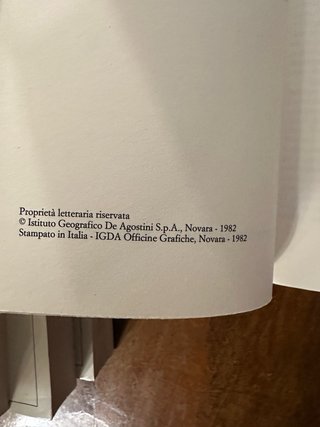 Proprietà letteraria riservata
© Istituto Geografico De Agostini S.p.A., Novara - 1982
Stampato in Italia - IGDA Officine Grafiche, Novara - 1982